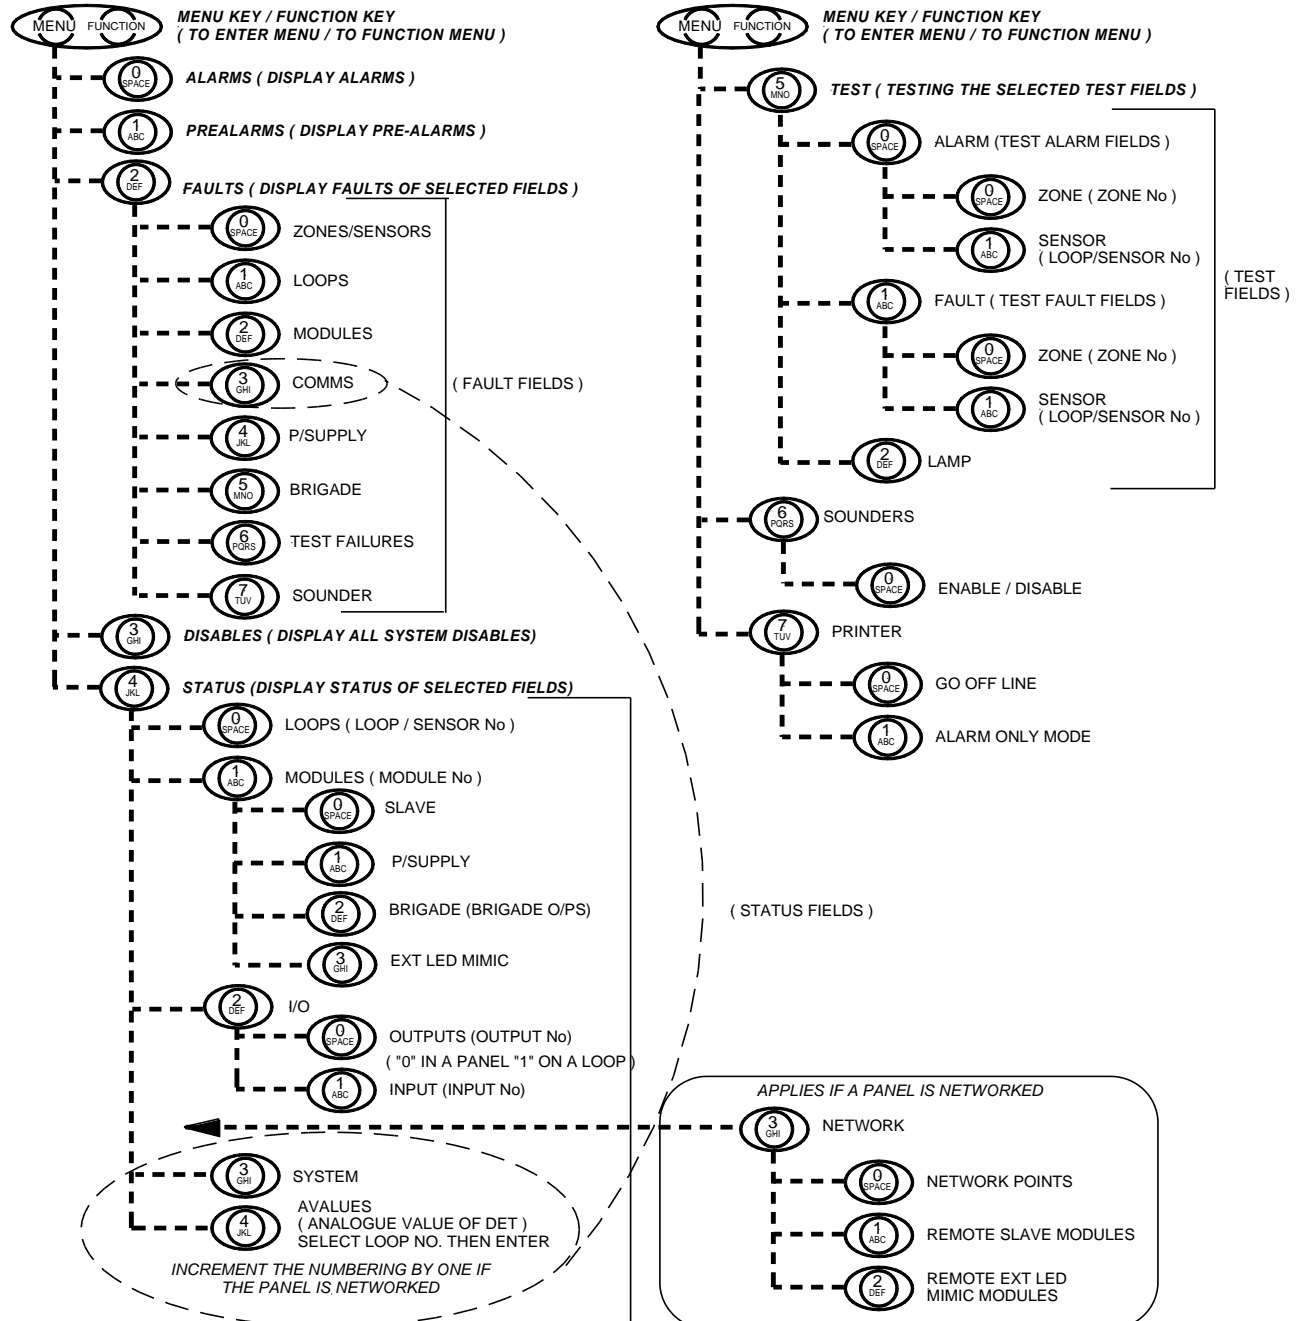 MENU FUNCTION
MENU KEY / FUNCTION KEY
( TO ENTER MENU / TO FUNCTION MENU )
0 SPACE
ALARMS ( DISPLAY ALARMS )
1 ABC
PREALARMS ( DISPLAY PRE-ALARMS )
2 DEF
FAULTS ( DISPLAY FAULTS OF SELECTED FIELDS )
0 SPACE
ZONES/SENSORS
1 ABC
LOOPS
2 DEF
MODULES
3 GHI
COMMS
( FAULT FIELDS )
4 JKL
P/SUPPLY
5 MNO
BRIGADE
6 PQRS
TEST FAILURES
7 TUV
SOUNDER
3 GHI
DISABLES ( DISPLAY ALL SYSTEM DISABLES)
4 JKL
STATUS (DISPLAY STATUS OF SELECTED FIELDS)
0 SPACE
LOOPS ( LOOP / SENSOR No )
1 ABC
MODULES ( MODULE No )
0 SPACE
SLAVE
1 ABC
P/SUPPLY
2 DEF
BRIGADE (BRIGADE O/PS)
3 GHI
EXT LED MIMIC
( STATUS FIELDS )
2 DEF
I/O
0 SPACE
OUTPUTS (OUTPUT No)
( "0" IN A PANEL "1" ON A LOOP )
1 ABC
INPUT (INPUT No)
3 GHI
SYSTEM
4 JKL
AVALUES
( ANALOGUE VALUE OF DET )
SELECT LOOP NO. THEN ENTER
INCREMENT THE NUMBERING BY ONE IF
THE PANEL IS NETWORKED
MENU FUNCTION
MENU KEY / FUNCTION KEY
( TO ENTER MENU / TO FUNCTION MENU )
5 MNO
TEST ( TESTING THE SELECTED TEST FIELDS )
0 SPACE
ALARM (TEST ALARM FIELDS )
0 SPACE
ZONE ( ZONE No )
1 ABC
SENSOR
( LOOP/SENSOR No )
( TEST
FIELDS )
1 ABC
FAULT ( TEST FAULT FIELDS )
0 SPACE
ZONE ( ZONE No )
1 ABC
SENSOR
( LOOP/SENSOR No )
2 DEF
LAMP
6 PQRS
SOUNDERS
0 SPACE
ENABLE / DISABLE
7 TUV
PRINTER
0 SPACE
GO OFF LINE
1 ABC
ALARM ONLY MODE
APPLIES IF A PANEL IS NETWORKED
3 GHI
NETWORK
0 SPACE
NETWORK POINTS
1 ABC
REMOTE SLAVE MODULES
2 DEF
REMOTE EXT LED
MIMIC MODULES